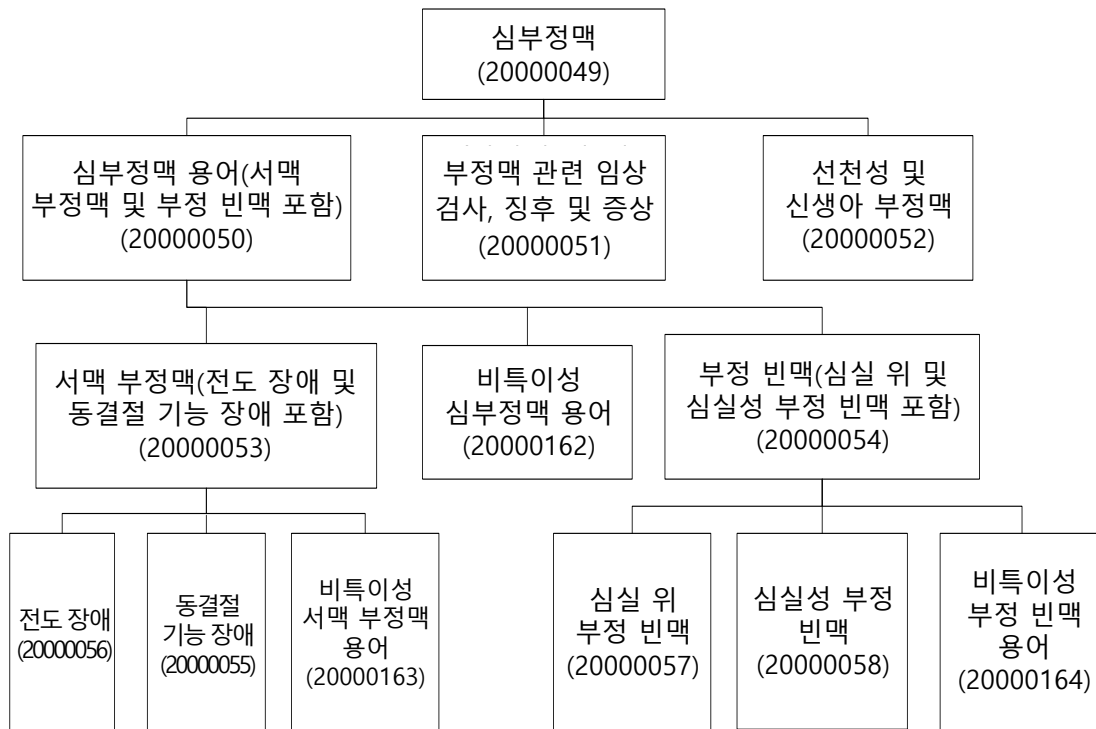 심부정맥
(20000049)
심부정맥 용어(서맥
부정맥 및 부정 빈맥 포함)
(20000050)
부정맥 관련 임상
검사, 징후 및 증상
(20000051)
선천성 및
신생아 부정맥
(20000052)
서맥 부정맥(전도 장애 및
동결절 기능 장애 포함)
(20000053)
비특이성
심부정맥 용어
(20000162)
부정 빈맥(심실 위 및
심실성 부정 빈맥 포함)
(20000054)
전도 장애
(20000056)
동결절
기능 장애
(20000055)
비특이성
서맥 부정맥
용어
(20000163)
심실 위
부정 빈맥
(20000057)
심실성 부정
빈맥
(20000058)
비특이성
부정 빈맥
용어
(20000164)